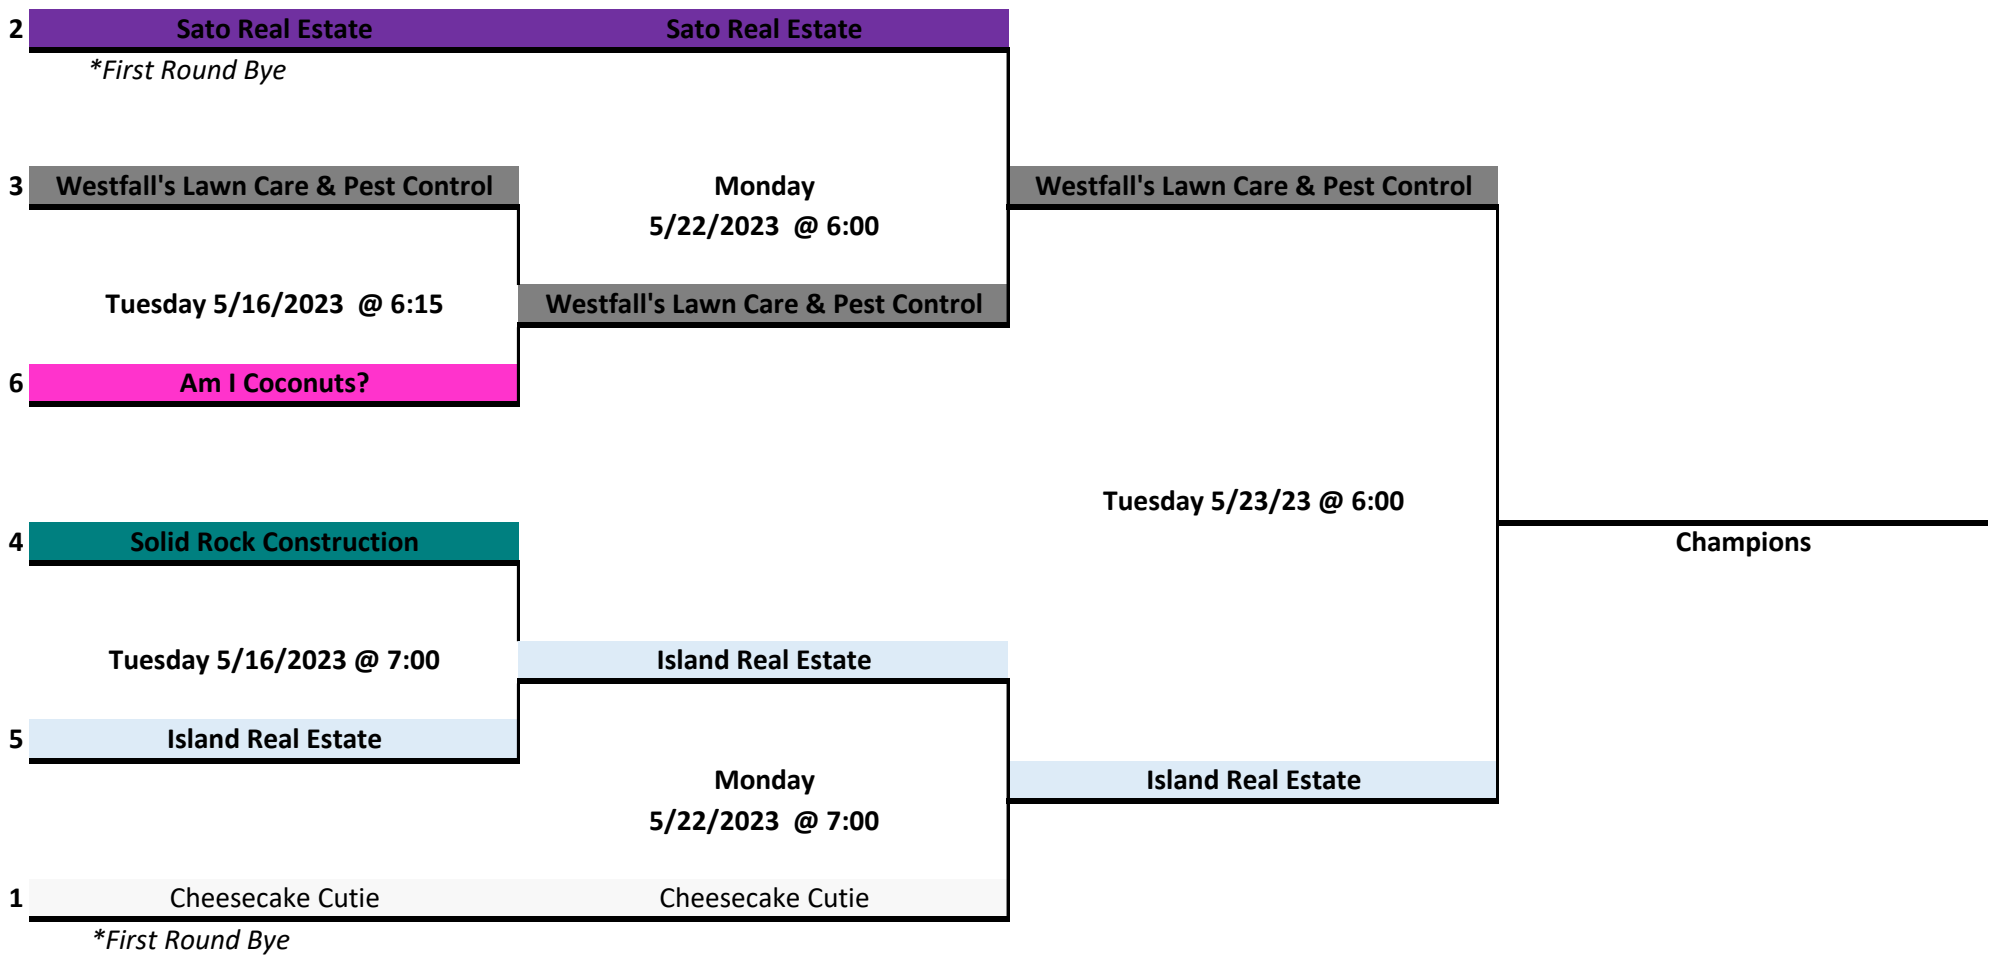 2 Sato Real Estate Sato Real Estate
*First Round Bye
3 Westfall's Lawn Care & Pest Control Monday Westfall's Lawn Care & Pest Control
5/22/2023 @ 6:00
Tuesday 5/16/2023 @ 6:15 Westfall's Lawn Care & Pest Control
6 Am I Coconuts?
Tuesday 5/23/23 @ 6:00
4 Solid Rock Construction Champions
Tuesday 5/16/2023 @ 7:00 Island Real Estate
5 Island Real Estate
Monday Island Real Estate
5/22/2023 @ 7:00
1 Cheesecake Cutie Cheesecake Cutie
*First Round Bye